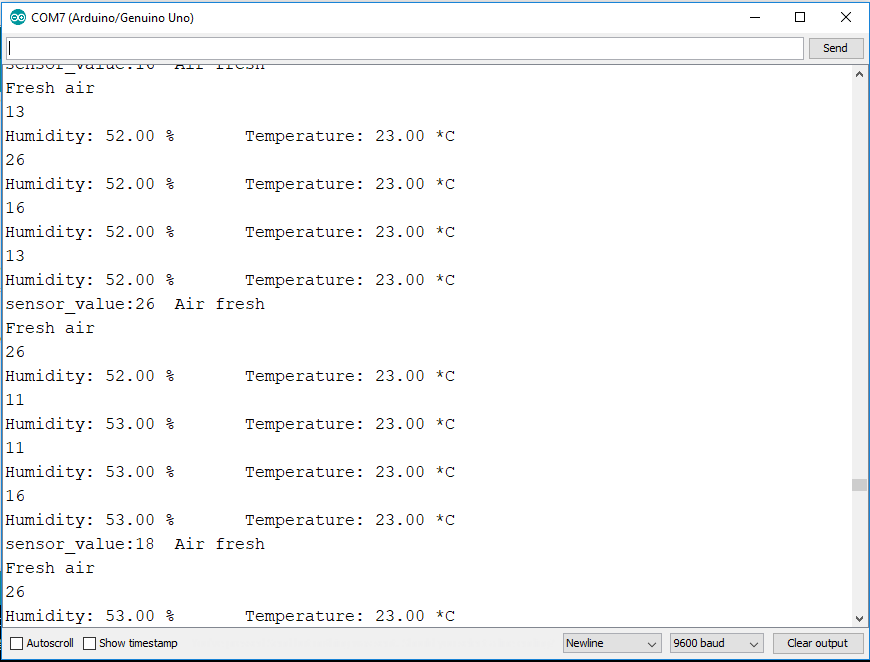 COM7 (Arduino/Genuino Uno)
Send
sensor_value:16  Air fresh
Fresh air
13
Humidity: 52.00 %       Temperature: 23.00 *C
26
Humidity: 52.00 %       Temperature: 23.00 *C
16
Humidity: 52.00 %       Temperature: 23.00 *C
13
Humidity: 52.00 %       Temperature: 23.00 *C
sensor_value:26  Air fresh
Fresh air
26
Humidity: 52.00 %       Temperature: 23.00 *C
11
Humidity: 53.00 %       Temperature: 23.00 *C
11
Humidity: 53.00 %       Temperature: 23.00 *C
16
Humidity: 53.00 %       Temperature: 23.00 *C
sensor_value:18  Air fresh
Fresh air
26
Humidity: 53.00 %       Temperature: 23.00 *C
Autoscroll Show timestamp Newline 9600 baud Clear output